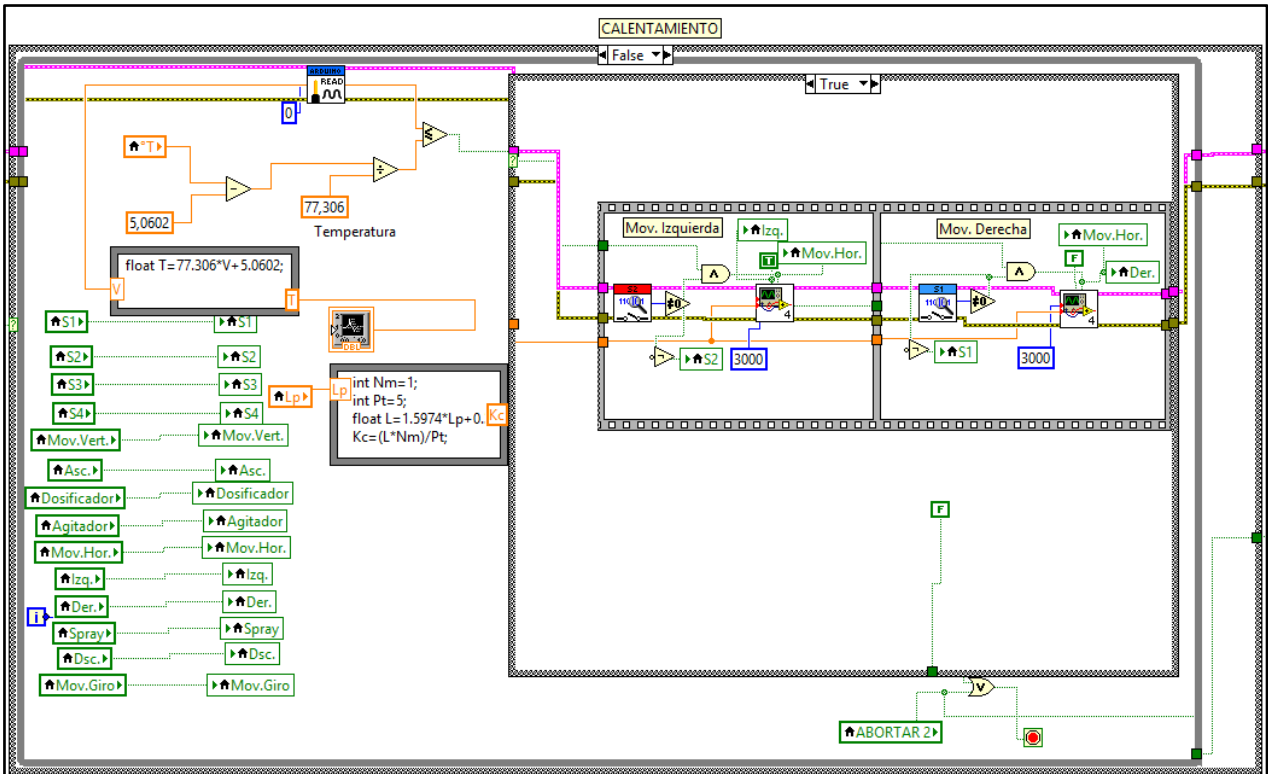 CALENTAMIENTO
False
True
ARDUINO
READ
0
°T
5,0602
77,306
Temperatura
float T=77.306*V+5.0602;
V
T
DBL
Lp
Lp
int Nm=1;
int Pt=5;
float L=1.5974*Lp+0.
Kc=(L*Nm)/Pt;
Kc
S1
S1
S2
S2
S3
S3
S4
S4
Mov.Vert.
Mov.Vert.
Asc.
Asc.
Dosificador
Dosificador
Agitador
Agitador
Mov.Hor.
Mov.Hor.
Izq.
Izq.
Der.
Der.
i
Spray
Spray
Dsc.
Dsc.
Mov.Giro
Mov.Giro
Mov. Izquierda
Izq.
Mov.Hor.
T
S2
≠0
4
S2
3000
Mov. Derecha
Mov.Hor.
F
Der.
S1
≠0
4
S1
3000
F
ABORTAR 2